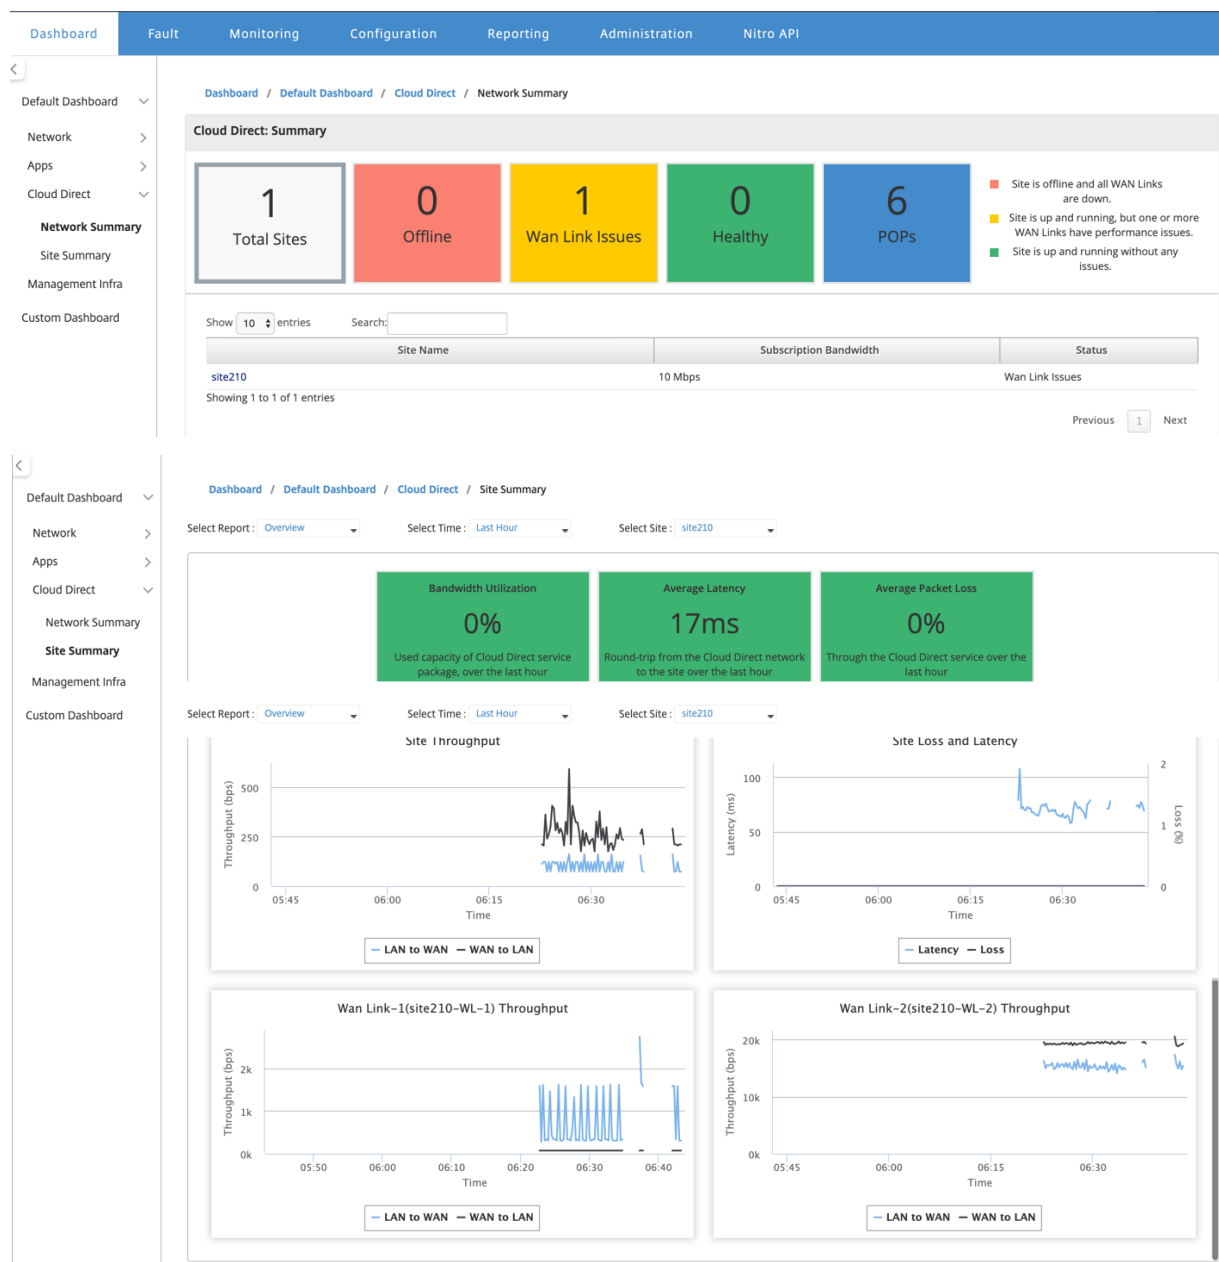 Dashboard Fault Monitoring Configuration Reporting Administration Nitro API
Default Dashboard
Network
Apps
Cloud Direct
Network Summary
Site Summary
Management Infra
Custom Dashboard
Dashboard / Default Dashboard / Cloud Direct / Network Summary
Cloud Direct: Summary
1
Total Sites
0
Offline
1
Wan Link Issues
0
Healthy
6
POPs
Site is offline and all WAN Links
are down.
Site is up and running, but one or more
WAN Links have performance issues.
Site is up and running without any
issues.
Show 10 entries Search:
Site Name Subscription Bandwidth Status
site210 10 Mbps Wan Link Issues
Showing 1 to 1 of 1 entries
Previous 1 Next
Default Dashboard
Network
Apps
Cloud Direct
Network Summary
Site Summary
Management Infra
Custom Dashboard
Dashboard / Default Dashboard / Cloud Direct / Site Summary
Select Report : Overview Select Time : Last Hour Select Site : site210
Bandwidth Utilization
0%
Used capacity of Cloud Direct service
package, over the last hour
Average Latency
17ms
Round-trip from the Cloud Direct network
to the site over the last hour
Average Packet Loss
0%
Through the Cloud Direct service over the
last hour
Select Report : Overview Select Time : Last Hour Select Site : site210
Site Throughput
Throughput (bps)
500
250
0
05:45 06:00 06:15 06:30
Time
LAN to WAN WAN to LAN
Site Loss and Latency
Latency (ms)
100
50
0
2
1
0
Loss (%)
05:45 06:00 06:15 06:30
Time
Latency Loss
Wan Link-1(site210-WL-1) Throughput
Throughput (bps)
2k
1k
0k
05:50 06:00 06:10 06:20 06:30 06:40
Time
LAN to WAN WAN to LAN
Wan Link-2(site210-WL-2) Throughput
Throughput (bps)
20k
10k
0k
05:45 06:00 06:15 06:30
Time
LAN to WAN WAN to LAN